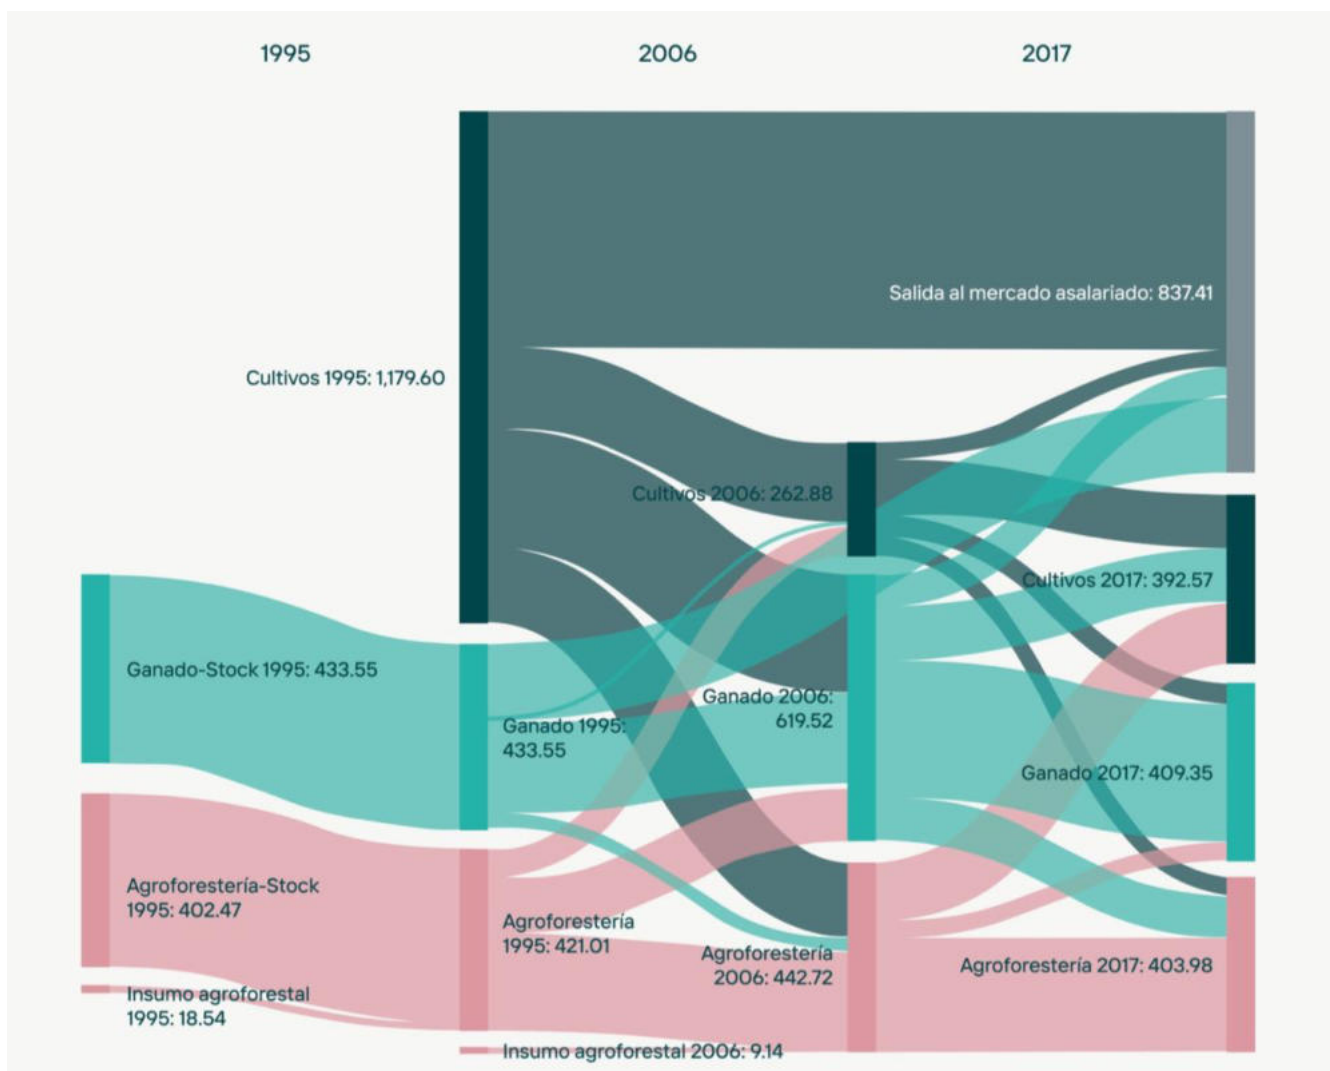 1995
2006
2017
Salida al mercado asalariado: 837.41
Cultivos 1995: 1,179.60
Cultivos 2006: 262.88
Cultivos 2017: 392.57
Ganado-Stock 1995: 433.55
Ganado 1995:
433.55
Ganado 2006:
619.52
Ganado 2017: 409.35
Agroforestería-Stock
1995: 402.47
Agroforestería
1995: 421.01
Agroforestería
2006: 442.72
Agroforestería 2017: 403.98
Insumo agroforestal
1995: 18.54
Insumo agroforestal 2006: 9.14